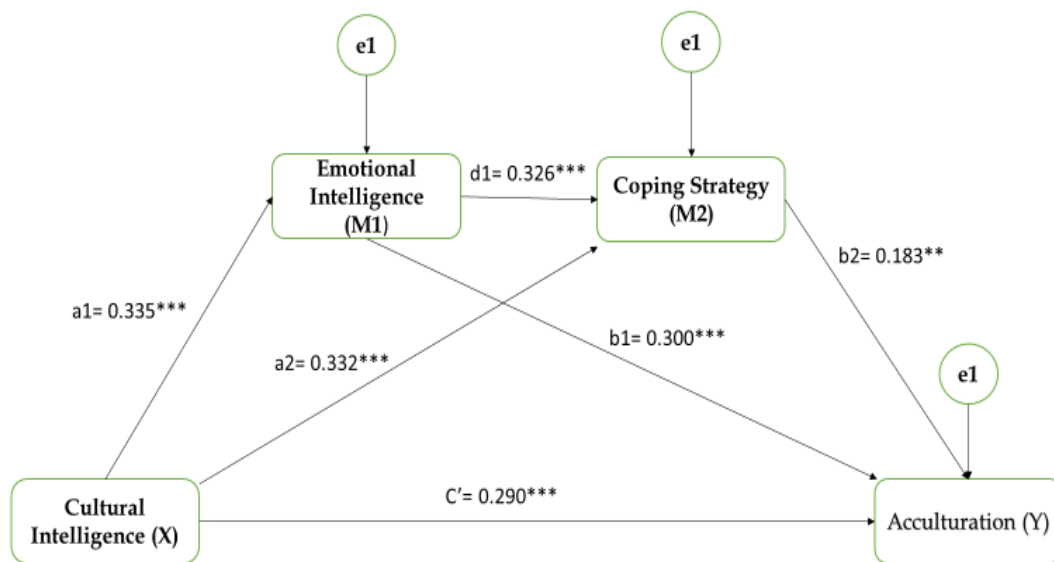 e1
e1
Emotional
Intelligence
(M1)
d1= 0.326***
Coping Strategy
(M2)
b2= 0.183**
a1= 0.335***
a2= 0.332***
b1= 0.300***
e1
Cultural
Intelligence (X)
C’= 0.290***
Acculturation (Y)